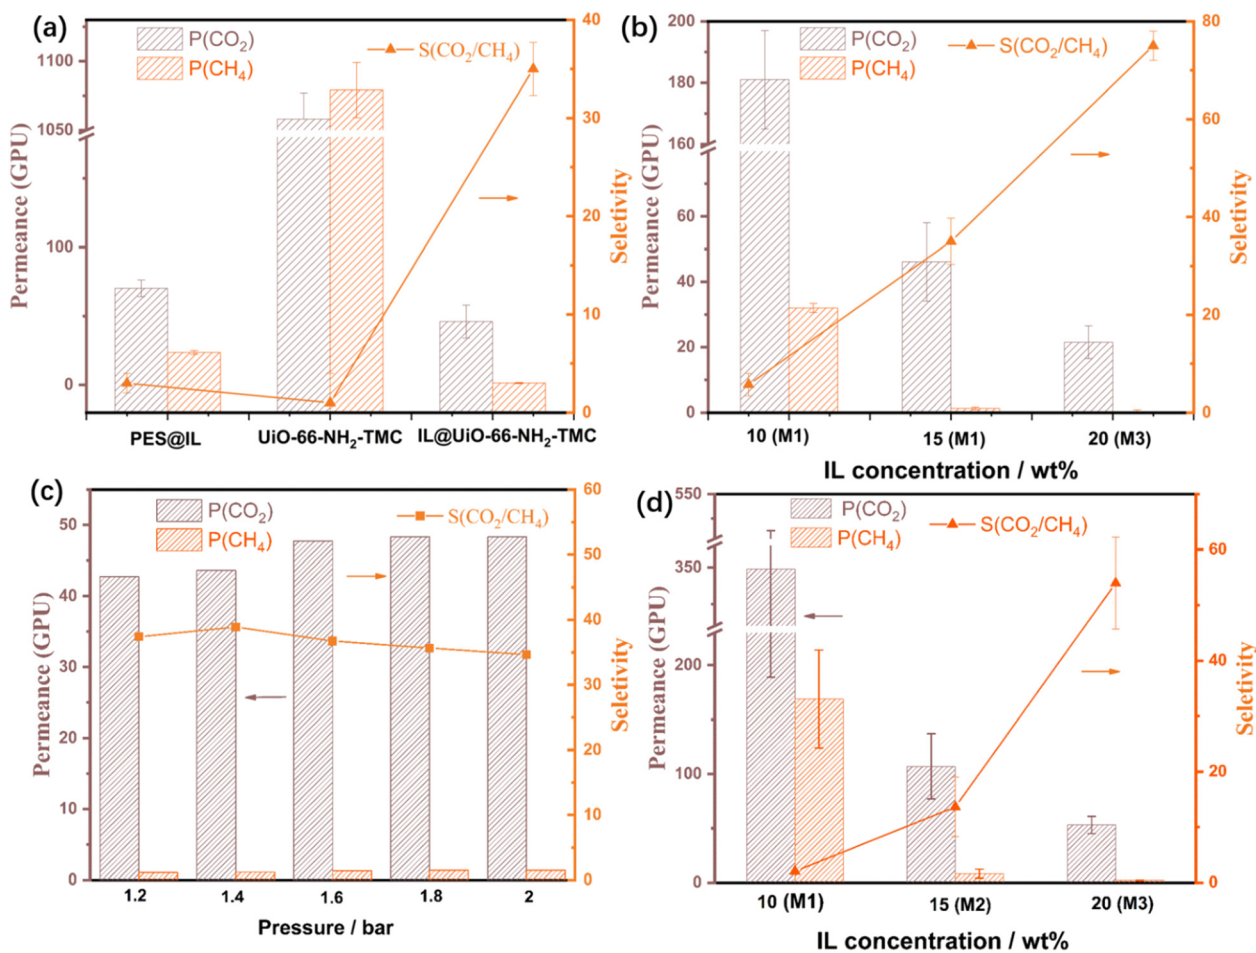 (a)
P(CO₂)
P(CH₄)
S(CO₂/CH₄)
Permeance (GPU)
1100
1050
100
0
Seletivity
40
30
20
10
0
PES@IL
UiO-66-NH₂-TMC
IL@UiO-66-NH₂-TMC
(b)
P(CO₂)
P(CH₄)
S(CO₂/CH₄)
Permeance (GPU)
200
180
160
60
40
20
0
Seletivity
80
60
40
20
0
10 (M1)
15 (M1)
20 (M3)
IL concentration / wt%
(c)
P(CO₂)
P(CH₄)
S(CO₂/CH₄)
Permeance (GPU)
50
40
30
20
10
0
Seletivity
60
50
40
30
20
10
0
1.2
1.4
1.6
1.8
2
Pressure / bar
(d)
P(CO₂)
P(CH₄)
S(CO₂/CH₄)
Permeance (GPU)
550
350
200
100
0
Seletivity
60
40
20
0
10 (M1)
15 (M2)
20 (M3)
IL concentration / wt%